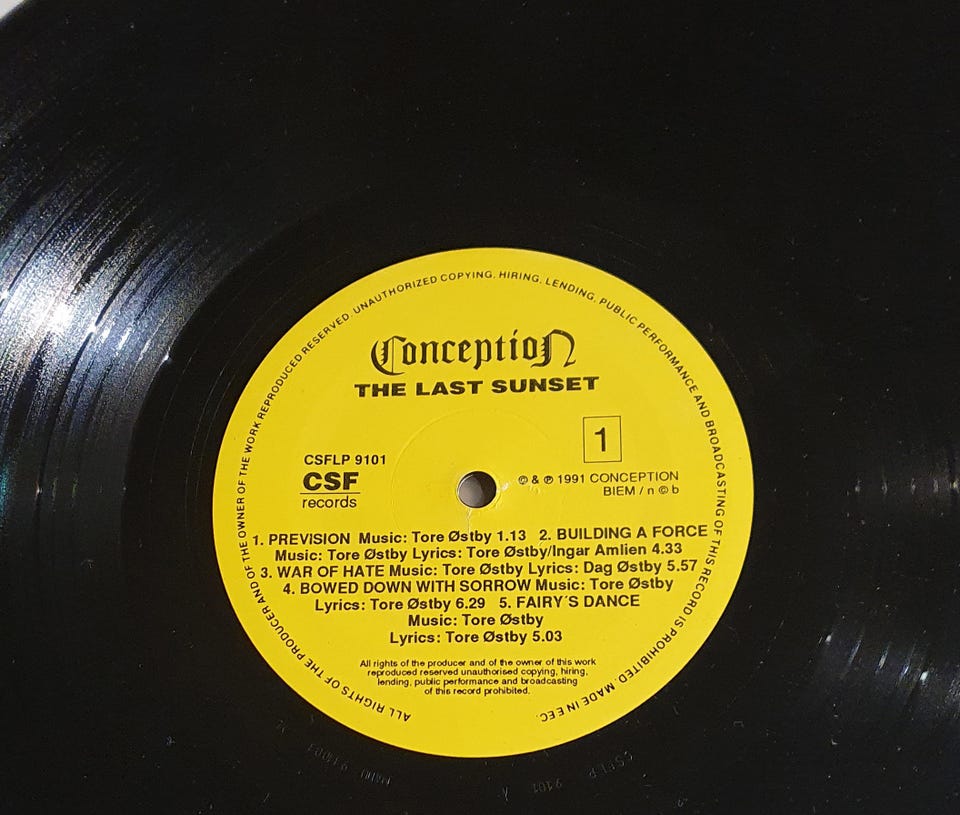 ALL RIGHTS OF THE PRODUCER AND OF THE OWNER OF THE WORK REPRODUCED RESERVED. UNAUTHORIZED COPYING, HIRING, LENDING, PUBLIC PERFORMANCE AND BROADCASTING OF THIS RECORD IS PROHIBITED. MADE IN EEC.
Conception
THE LAST SUNSET
1
CSFLP 9101
CSF
records
© & ℗ 1991 CONCEPTION
BIEM / n © b
1. PREVISION Music: Tore Østby 1.13 2. BUILDING A FORCE
Music: Tore Østby Lyrics: Tore Østby/Ingar Amlien 4.33
3. WAR OF HATE Music: Tore Østby Lyrics: Dag Østby 5.57
4. BOWED DOWN WITH SORROW Music: Tore Østby
Lyrics: Tore Østby 6.29 5. FAIRY´S DANCE
Music: Tore Østby
Lyrics: Tore Østby 5.03
All rights of the producer and of the owner of this work
reproduced reserved unauthorised copying, hiring,
lending, public performance and broadcasting
of this record prohibited.
CSFLP 9101 A